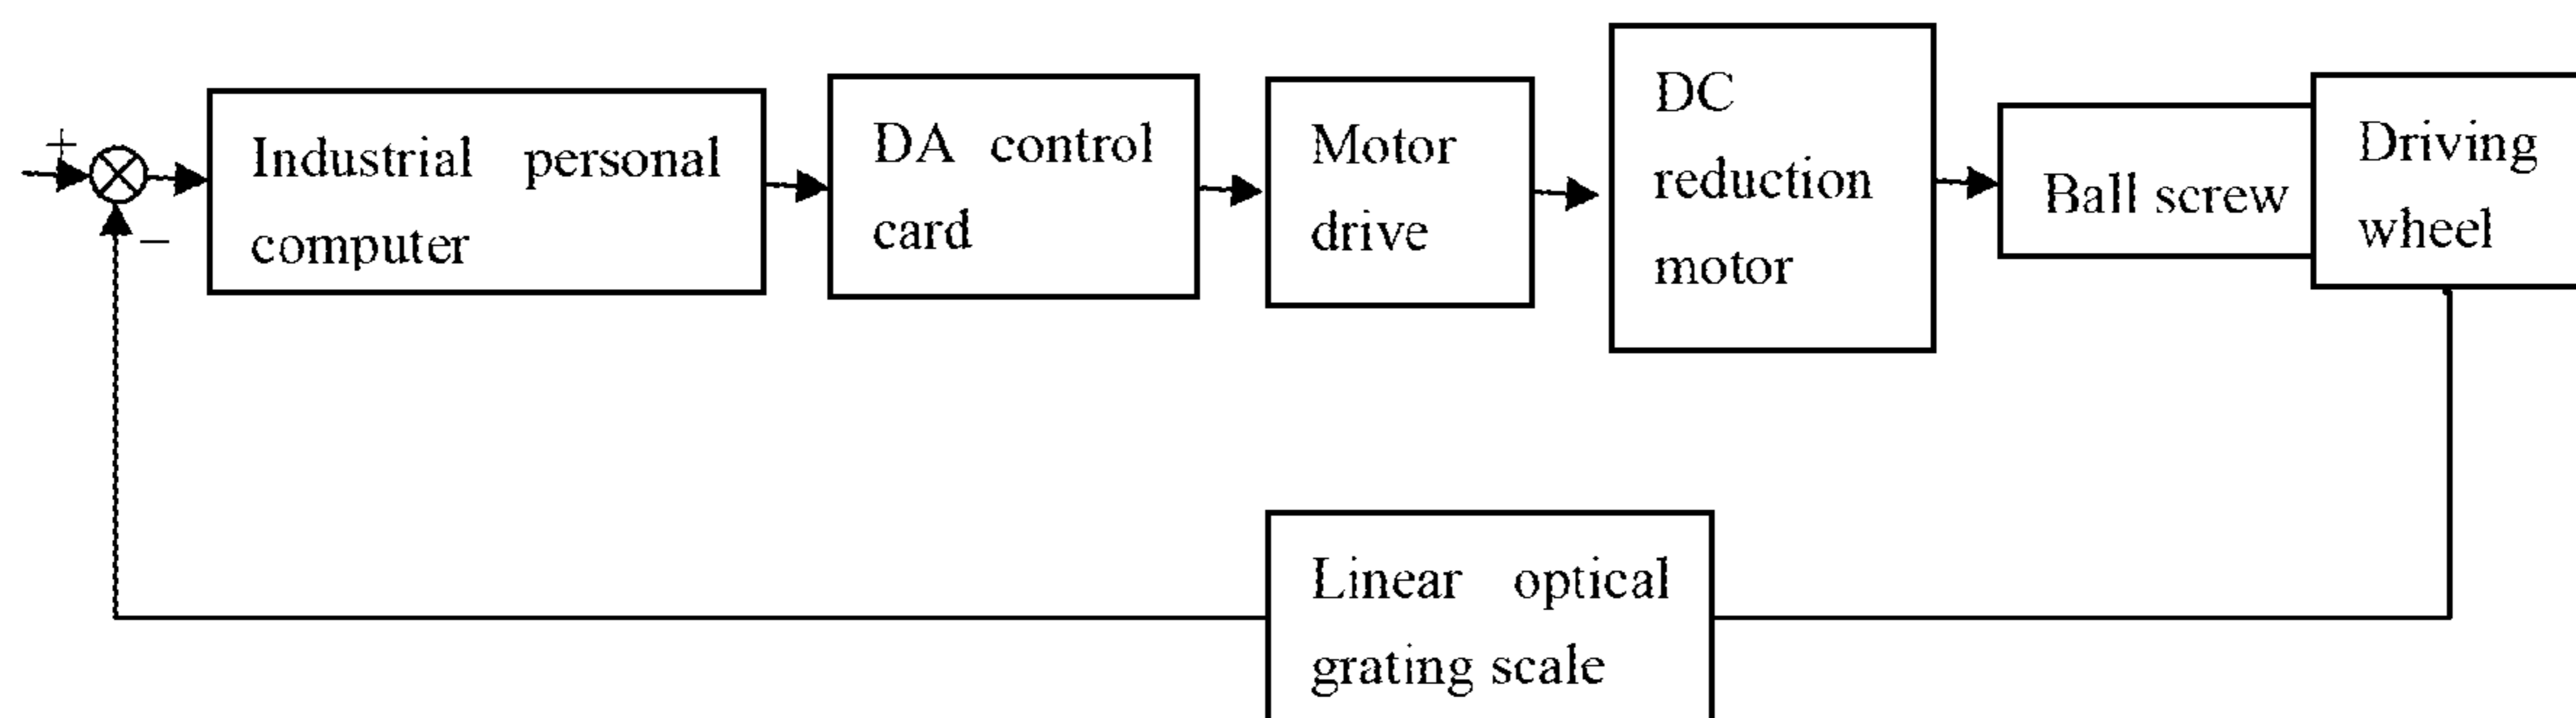 +
−
Industrial personal
computer
DA control
card
Motor
drive
DC
reduction
motor
Ball screw
Driving
wheel
Linear optical
grating scale